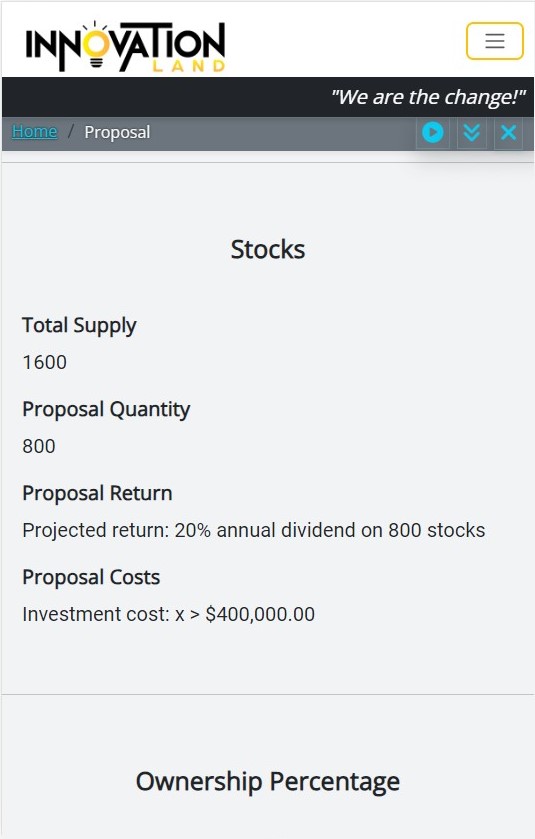 INNOVATION
LAND
"We are the change!"
Home / Proposal
Stocks
Total Supply
1600
Proposal Quantity
800
Proposal Return
Projected return: 20% annual dividend on 800 stocks
Proposal Costs
Investment cost: x > $400,000.00
Ownership Percentage